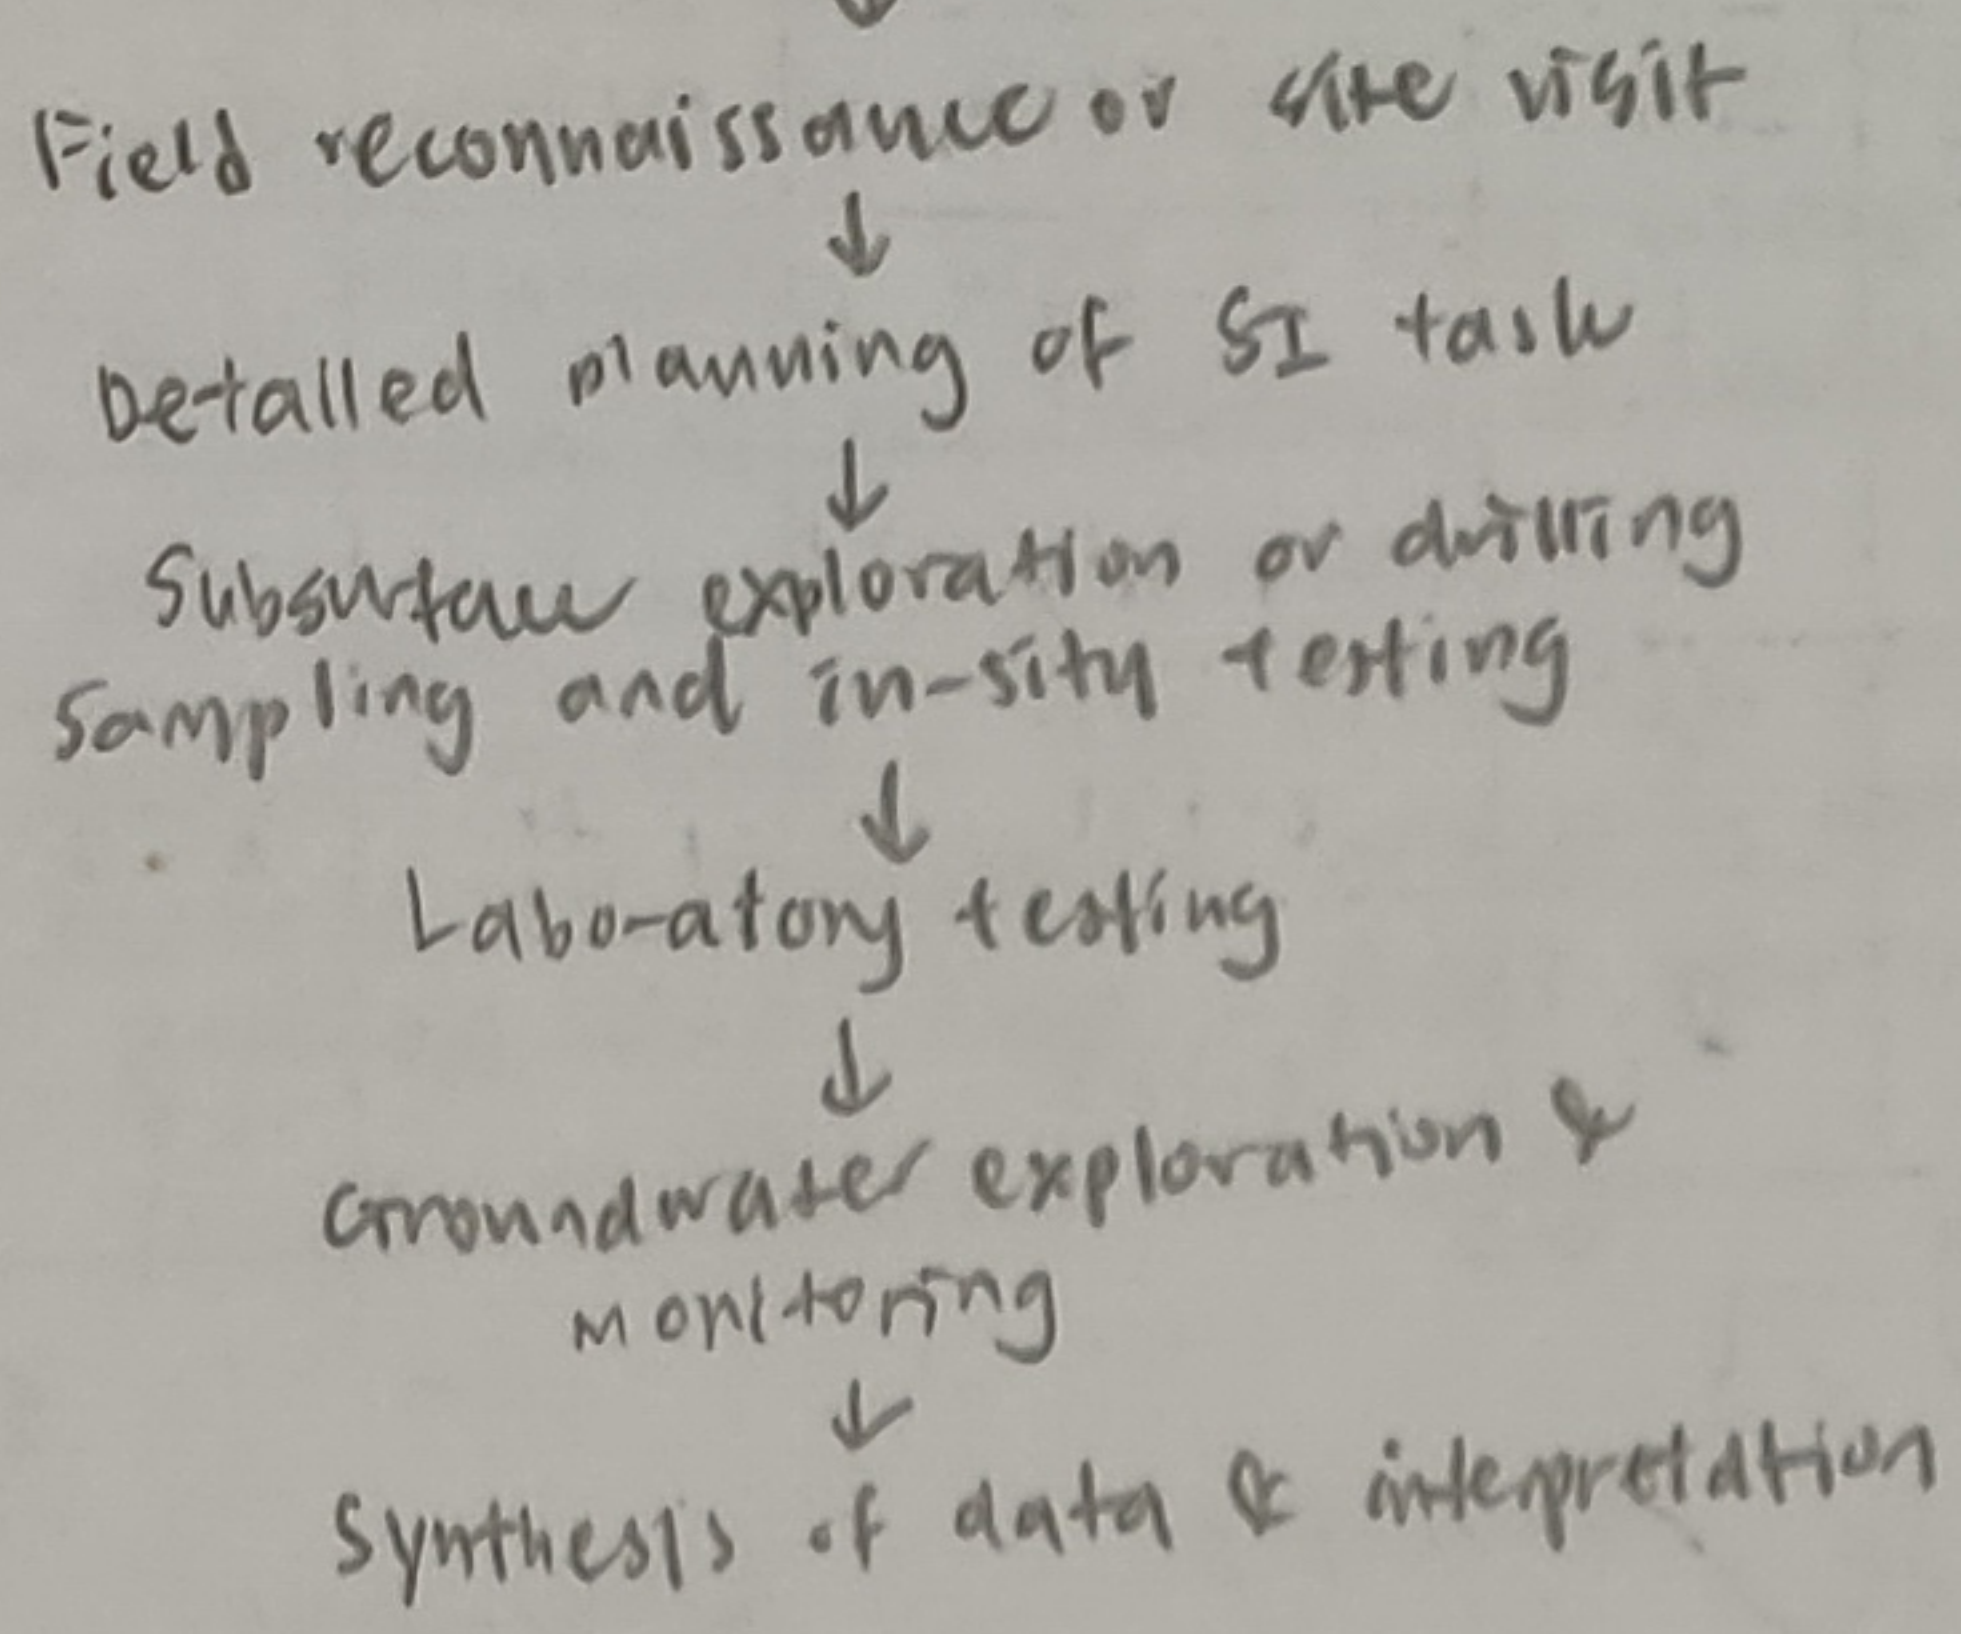 ↓
Field reconnaissance or site visit
↓
Detailed planning of SI task
↓
Subsurface exploration or drilling
Sampling and in-situ testing
↓
Laboratory testing
↓
Groundwater exploration &
monitoring
↓
Synthesis of data & interpretation